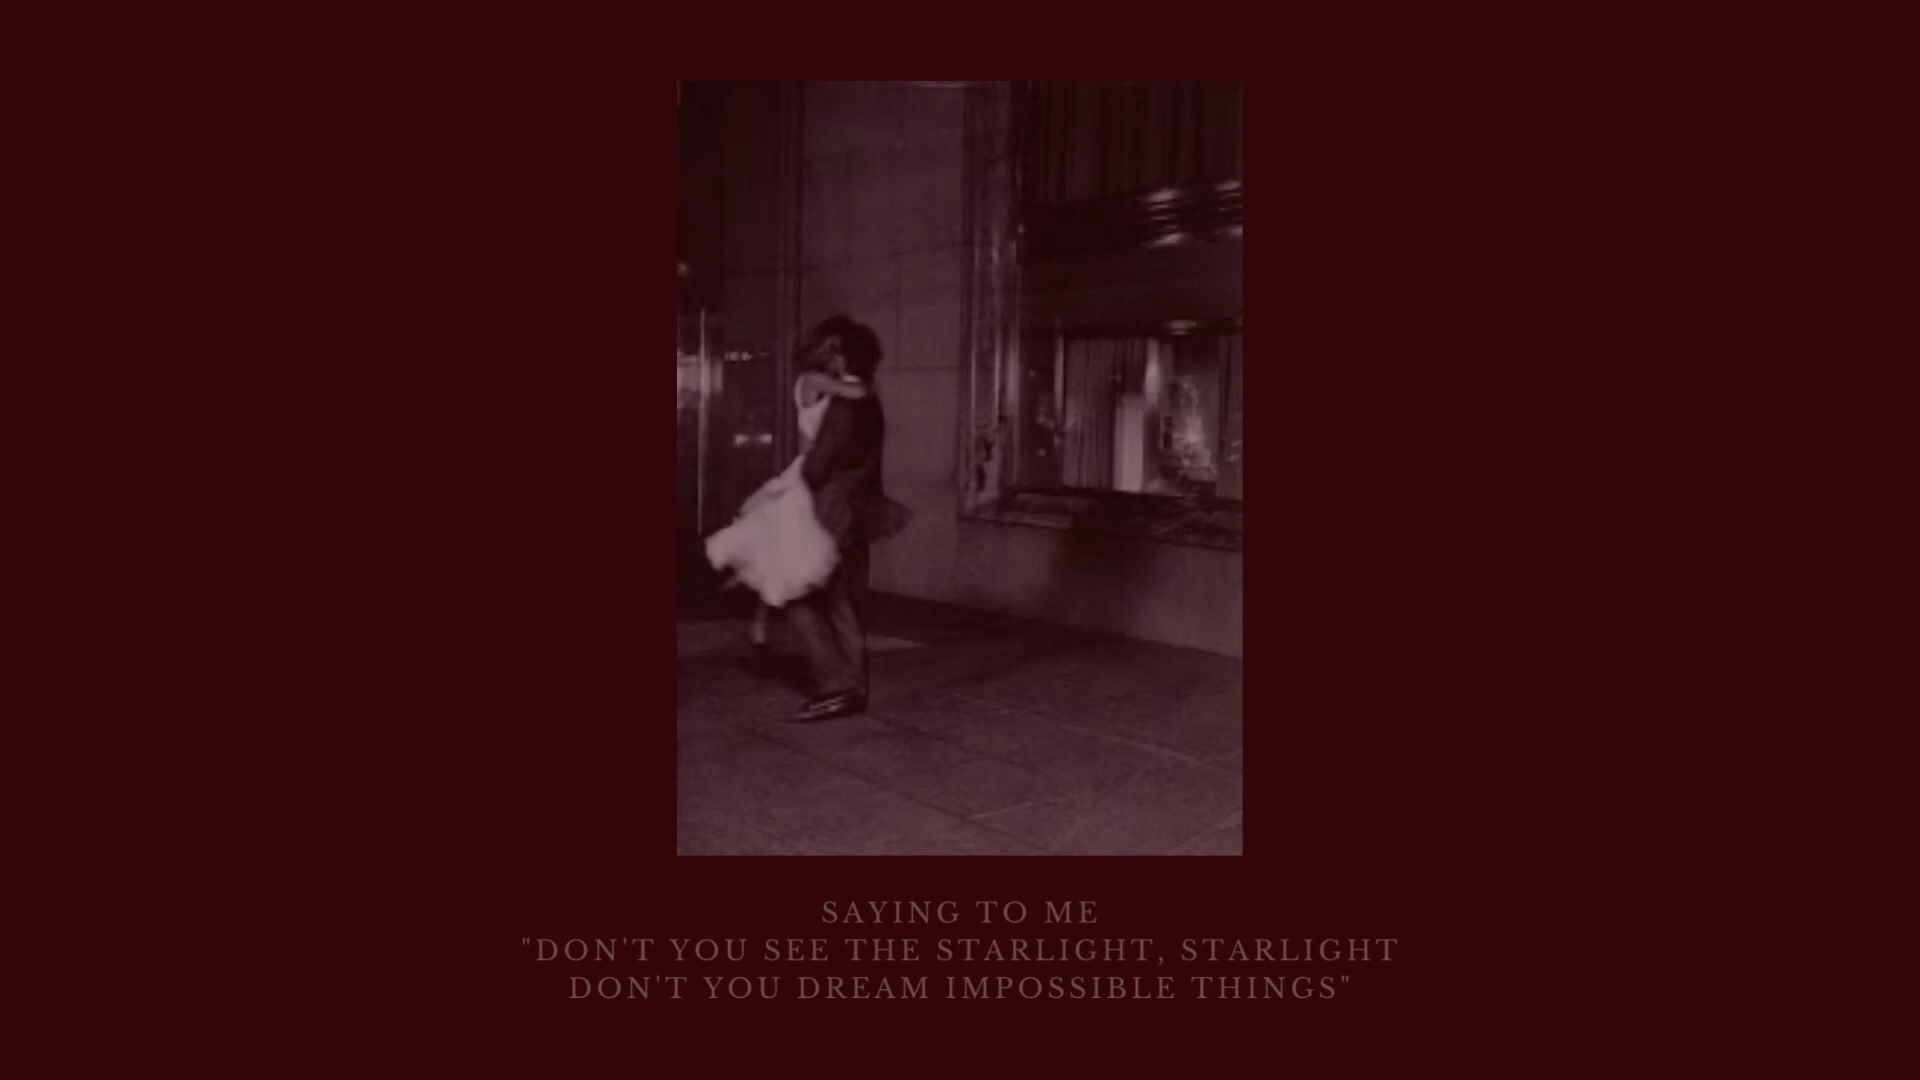 SAYING TO ME
"DON'T YOU SEE THE STARLIGHT, STARLIGHT
DON'T YOU DREAM IMPOSSIBLE THINGS"